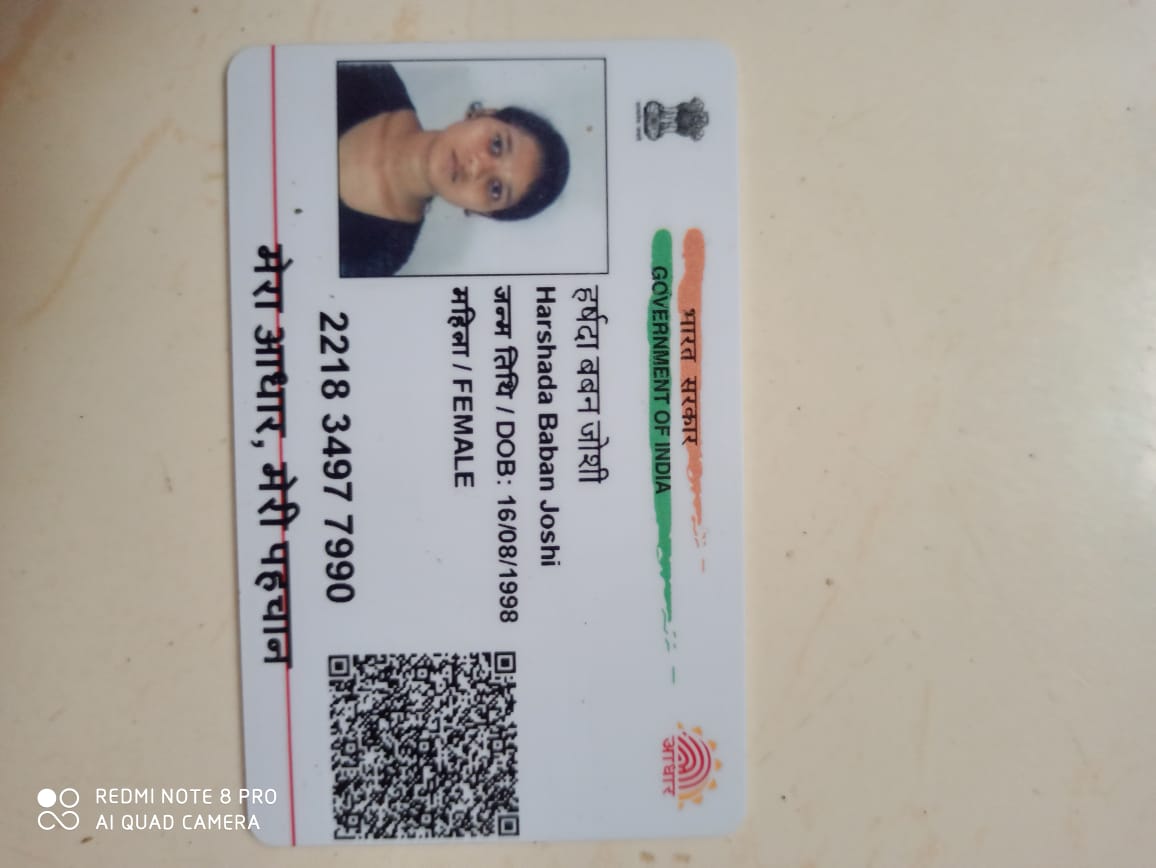 भारत सरकार
GOVERNMENT OF INDIA
आधार
हर्षदा बबन जोशी
Harshada Baban Joshi
जन्म तिथि / DOB: 16/08/1998
महिला / FEMALE
2218 3497 7990
मेरा आधार, मेरी पहचान
REDMI NOTE 8 PRO
AI QUAD CAMERA